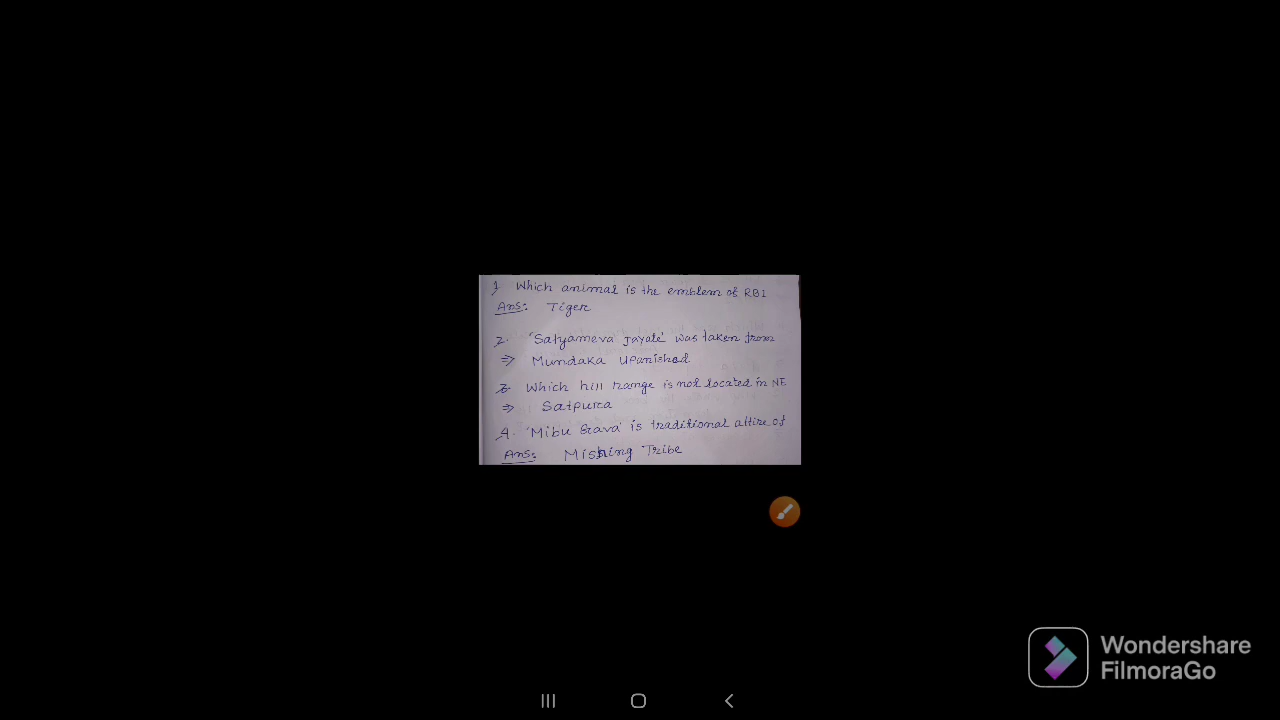 1 Which animal is the emblem of RBI
Ans: Tiger
2. 'Satyameva Jayate' was taken from
⇒ Mundaka Upanishad
3 Which hill range is not located in NE
⇒ Satpura
4. 'Mibu Grava' is traditional attire of
Ans: Mishing Tribe
Wondershare
FilmoraGo